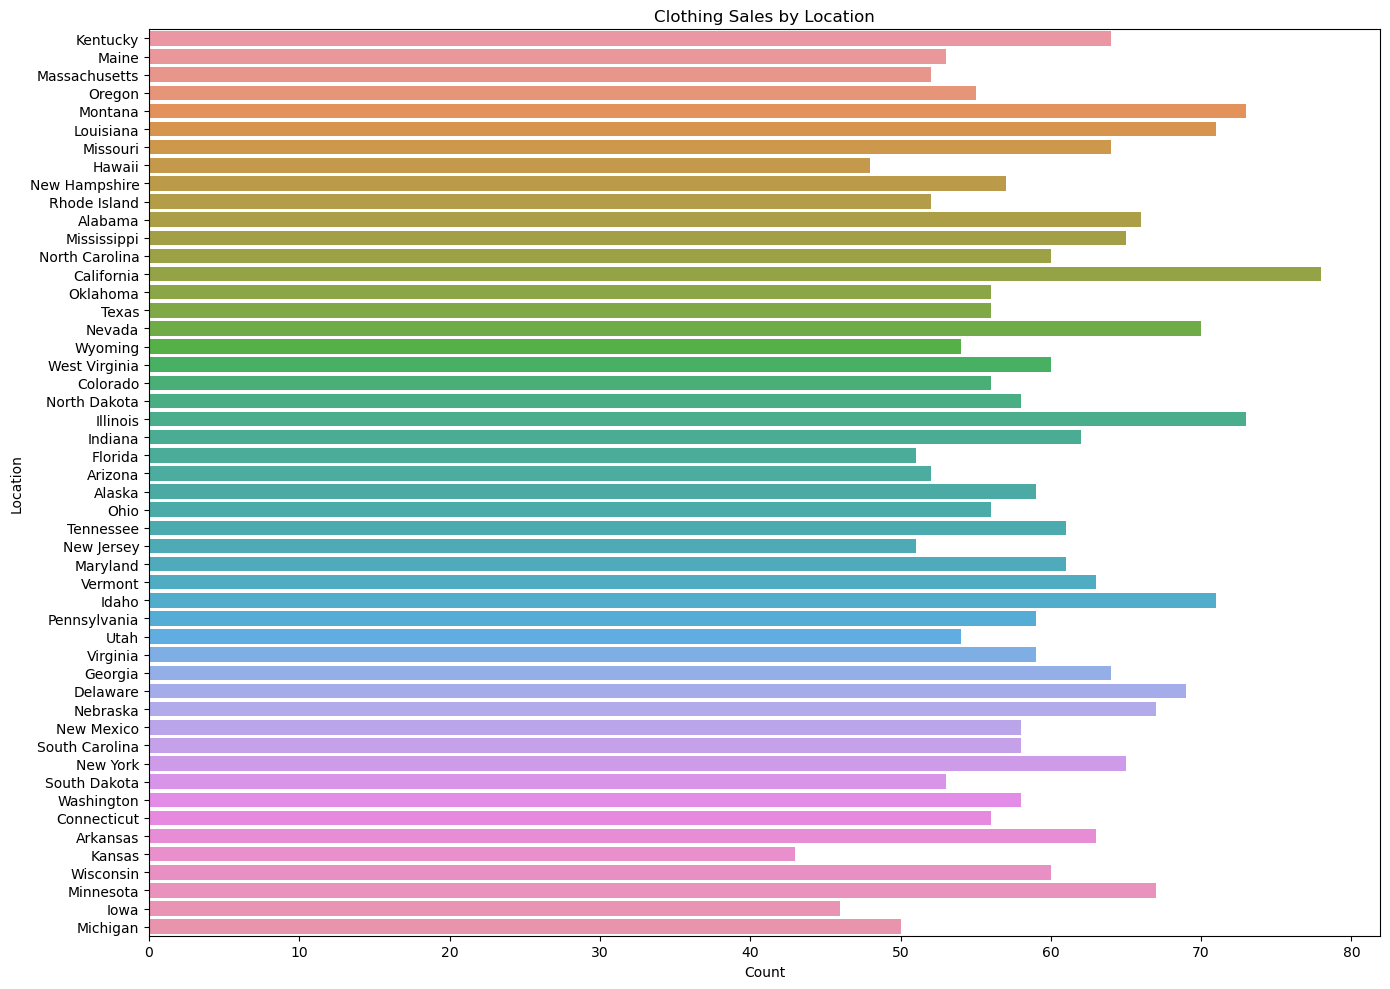 Clothing Sales by Location
Kentucky
Maine
Massachusetts
Oregon
Montana
Louisiana
Missouri
Hawaii
New Hampshire
Rhode Island
Alabama
Mississippi
North Carolina
California
Oklahoma
Texas
Nevada
Wyoming
West Virginia
Colorado
North Dakota
Illinois
Indiana
Florida
Arizona
Alaska
Ohio
Tennessee
New Jersey
Maryland
Vermont
Idaho
Pennsylvania
Utah
Virginia
Georgia
Delaware
Nebraska
New Mexico
South Carolina
New York
South Dakota
Washington
Connecticut
Arkansas
Kansas
Wisconsin
Minnesota
Iowa
Michigan
Location
0 10 20 30 40 50 60 70 80
Count